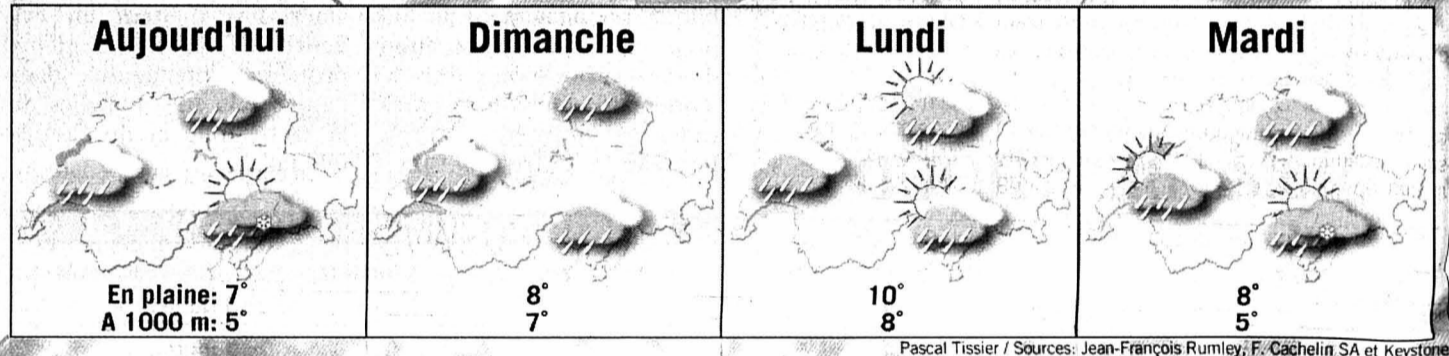 Aujourd'hui
En plaine: 7°
A 1000 m: 5°
Dimanche
8°
7°
Lundi
10°
8°
Mardi
8°
5°
Pascal Tissier / Sources: Jean-François Rumley, F. Cachelin SA et Keystone